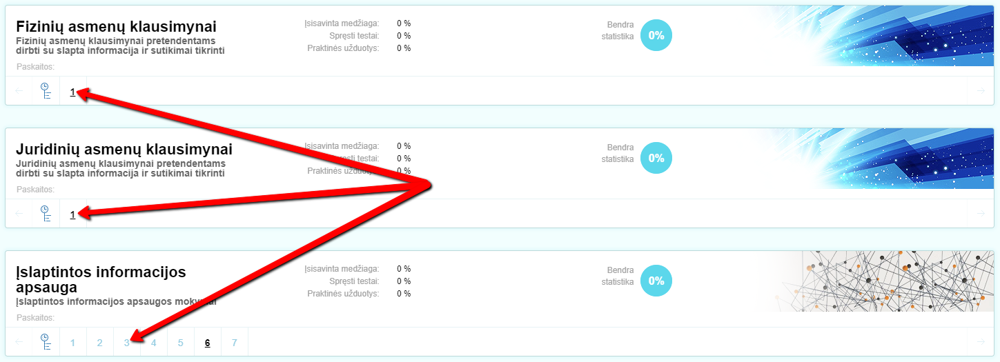 Fizinių asmenų klausimynai
Fizinių asmenų klausimynai pretendentams
dirbti su slapta informacija ir sutikimai tikrinti
Paskaitos:
Įsisavinta medžiaga: 0 %
Spręsti testai: 0 %
Praktinės užduotys: 0 %
Bendra
statistika
0%
1
Juridinių asmenų klausimynai
Juridinių asmenų klausimynai pretendentams
dirbti su slapta informacija ir sutikimai tikrinti
Paskaitos:
Įsisavinta medžiaga: 0 %
Spręsti testai: 0 %
Praktinės užduotys: 0 %
Bendra
statistika
0%
1
Įslaptintos informacijos
apsauga
Įslaptintos informacijos apsaugos mokymai
Paskaitos:
Įsisavinta medžiaga: 0 %
Spręsti testai: 0 %
Praktinės užduotys: 0 %
Bendra
statistika
0%
1 2 3 4 5 6 7